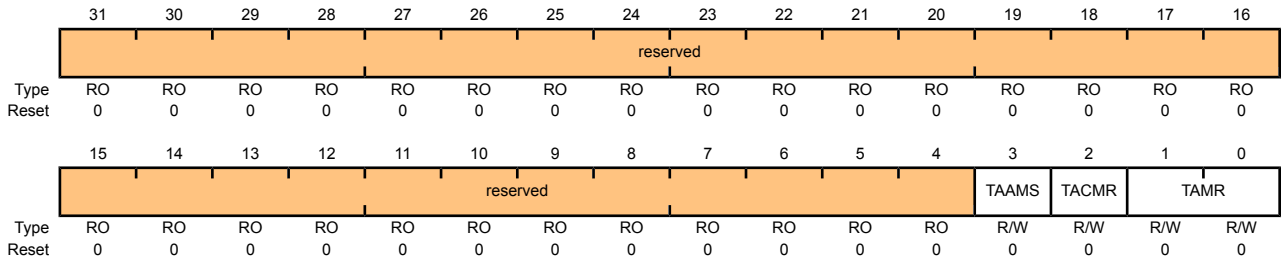 31 30 29 28 27 26 25 24 23 22 21 20 19 18 17 16
reserved
Type RO RO RO RO RO RO RO RO RO RO RO RO RO RO RO RO
Reset 0 0 0 0 0 0 0 0 0 0 0 0 0 0 0 0
15 14 13 12 11 10 9 8 7 6 5 4 3 2 1 0
reserved TAAMS TACMR TAMR
Type RO RO RO RO RO RO RO RO RO RO RO RO R/W R/W R/W R/W
Reset 0 0 0 0 0 0 0 0 0 0 0 0 0 0 0 0